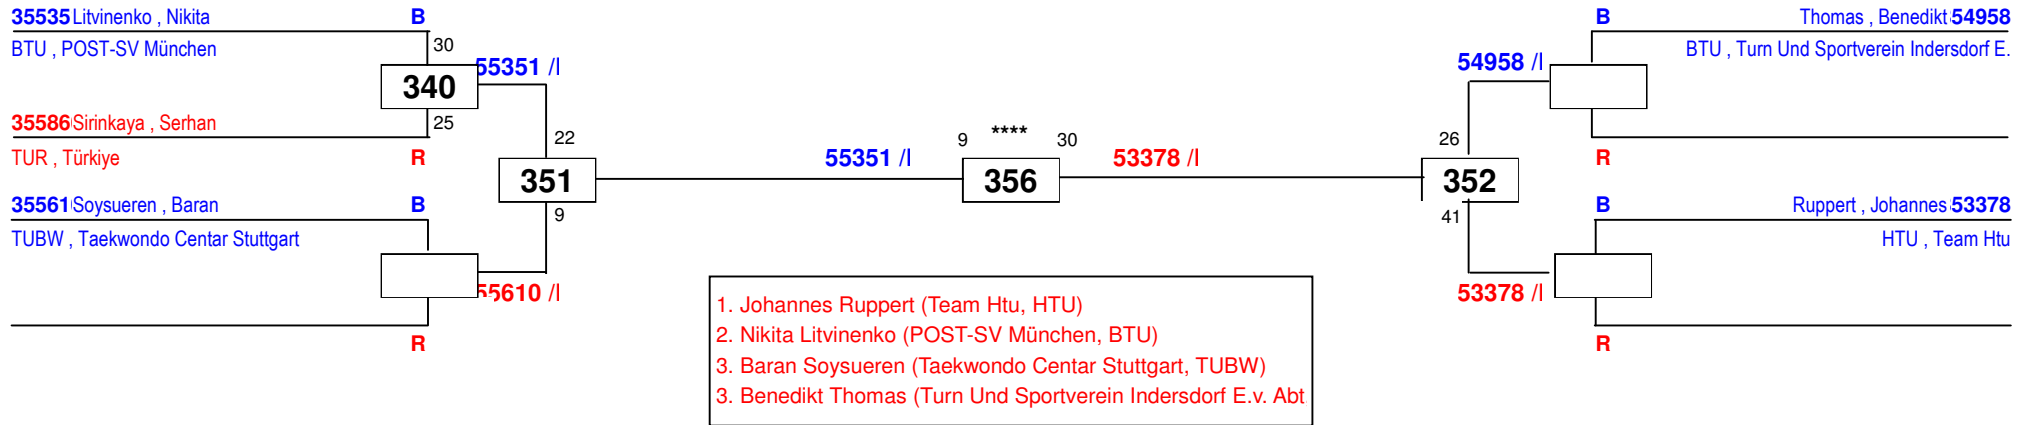 35535 Litvinenko , Nikita B
BTU , POST-SV München
30
55351 /I
340
35586 Sirinkaya , Serhan
25
TUR , Türkiye R
22
351
9
35561 Soysueren , Baran B
TUBW , Taekwondo Centar Stuttgart
55610 /I
R
55351 /I
9 **** 30
356
53378 /I
B Thomas , Benedikt 54958
BTU , Turn Und Sportverein Indersdorf E.
54958 /I
R
26
352
41
B Ruppert , Johannes 53378
HTU , Team Htu
53378 /I
R
1. Johannes Ruppert (Team Htu, HTU)
2. Nikita Litvinenko (POST-SV München, BTU)
3. Baran Soysueren (Taekwondo Centar Stuttgart, TUBW)
3. Benedikt Thomas (Turn Und Sportverein Indersdorf E.v. Abt